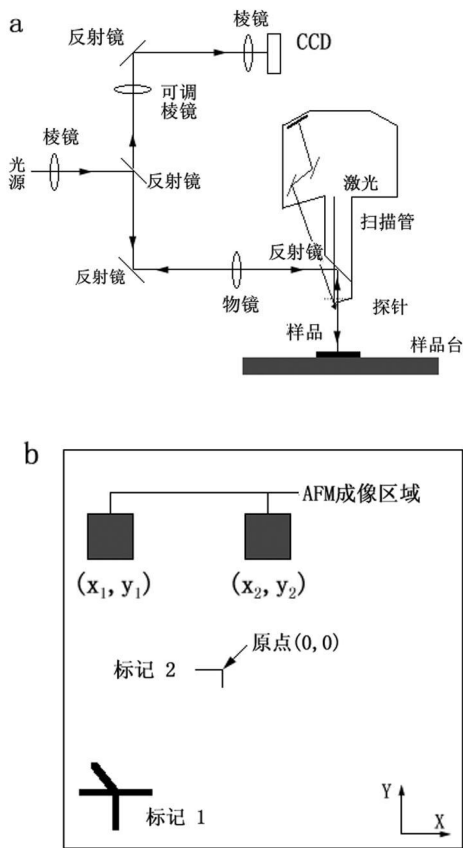 a
反射镜
棱镜
CCD
可调
棱镜
棱镜
光
源
反射镜
激光
扫描管
反射镜
反射镜
物镜
探针
样品
样品台
b
AFM成像区域
(x₁, y₁)
(x₂, y₂)
原点(0,0)
标记 2
标记 1
Y
X